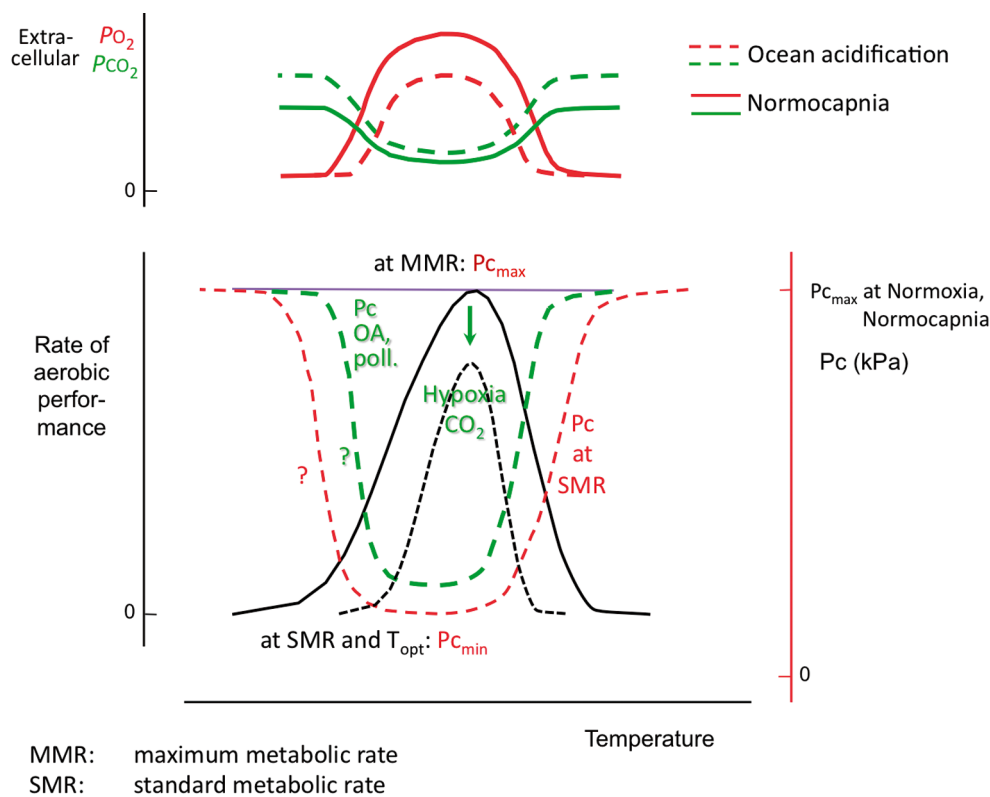 Extra-
cellular
PO2
PCO2
0
Ocean acidification
Normocapnia
at MMR: Pcmax
Pc
OA,
poll.
Hypoxia
CO2
?
?
Pc
at
SMR
Rate of
aerobic
perfor-
mance
0
at SMR and Topt: Pcmin
Pcmax at Normoxia,
Normocapnia
Pc (kPa)
0
Temperature
MMR: maximum metabolic rate
SMR: standard metabolic rate